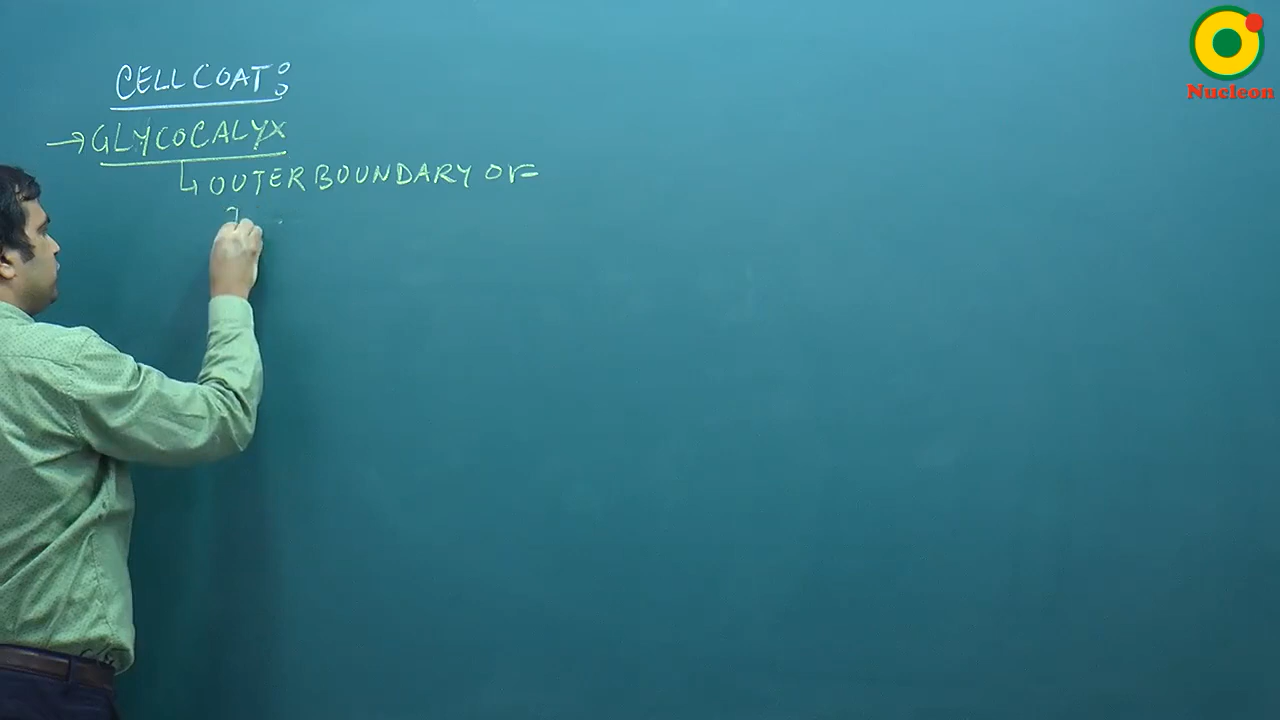 CELL COAT :
→ GLYCOCALYX
↳ OUTER BOUNDARY OF
Nucleon